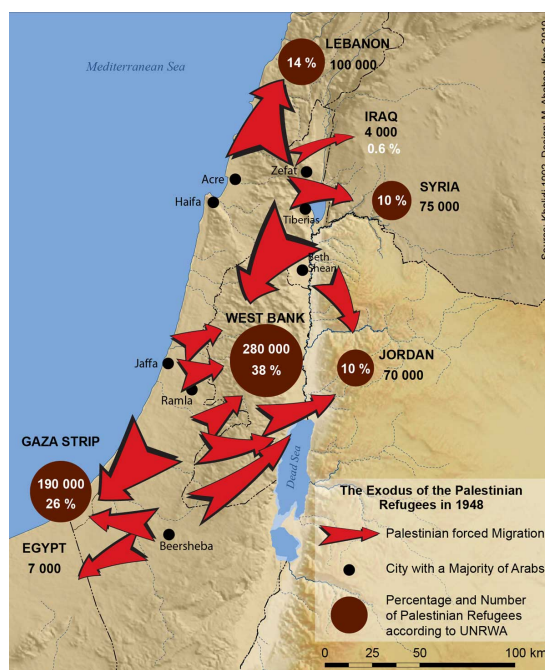 Mediterranean Sea
LEBANON
14 %
100 000
IRAQ
4 000
0.6 %
Zefat
Acre
Haifa
SYRIA
10 %
75 000
Tiberias
Beth
Shean
WEST BANK
280 000
38 %
JORDAN
10 %
70 000
Jaffa
Ramla
GAZA STRIP
190 000
26 %
Dead Sea
EGYPT
7 000
Beersheba
The Exodus of the Palestinian
Refugees in 1948
Palestinian forced Migration
City with a Majority of Arabs
Percentage and Number
of Palestinian Refugees
according to UNRWA
0 25 50 100 km